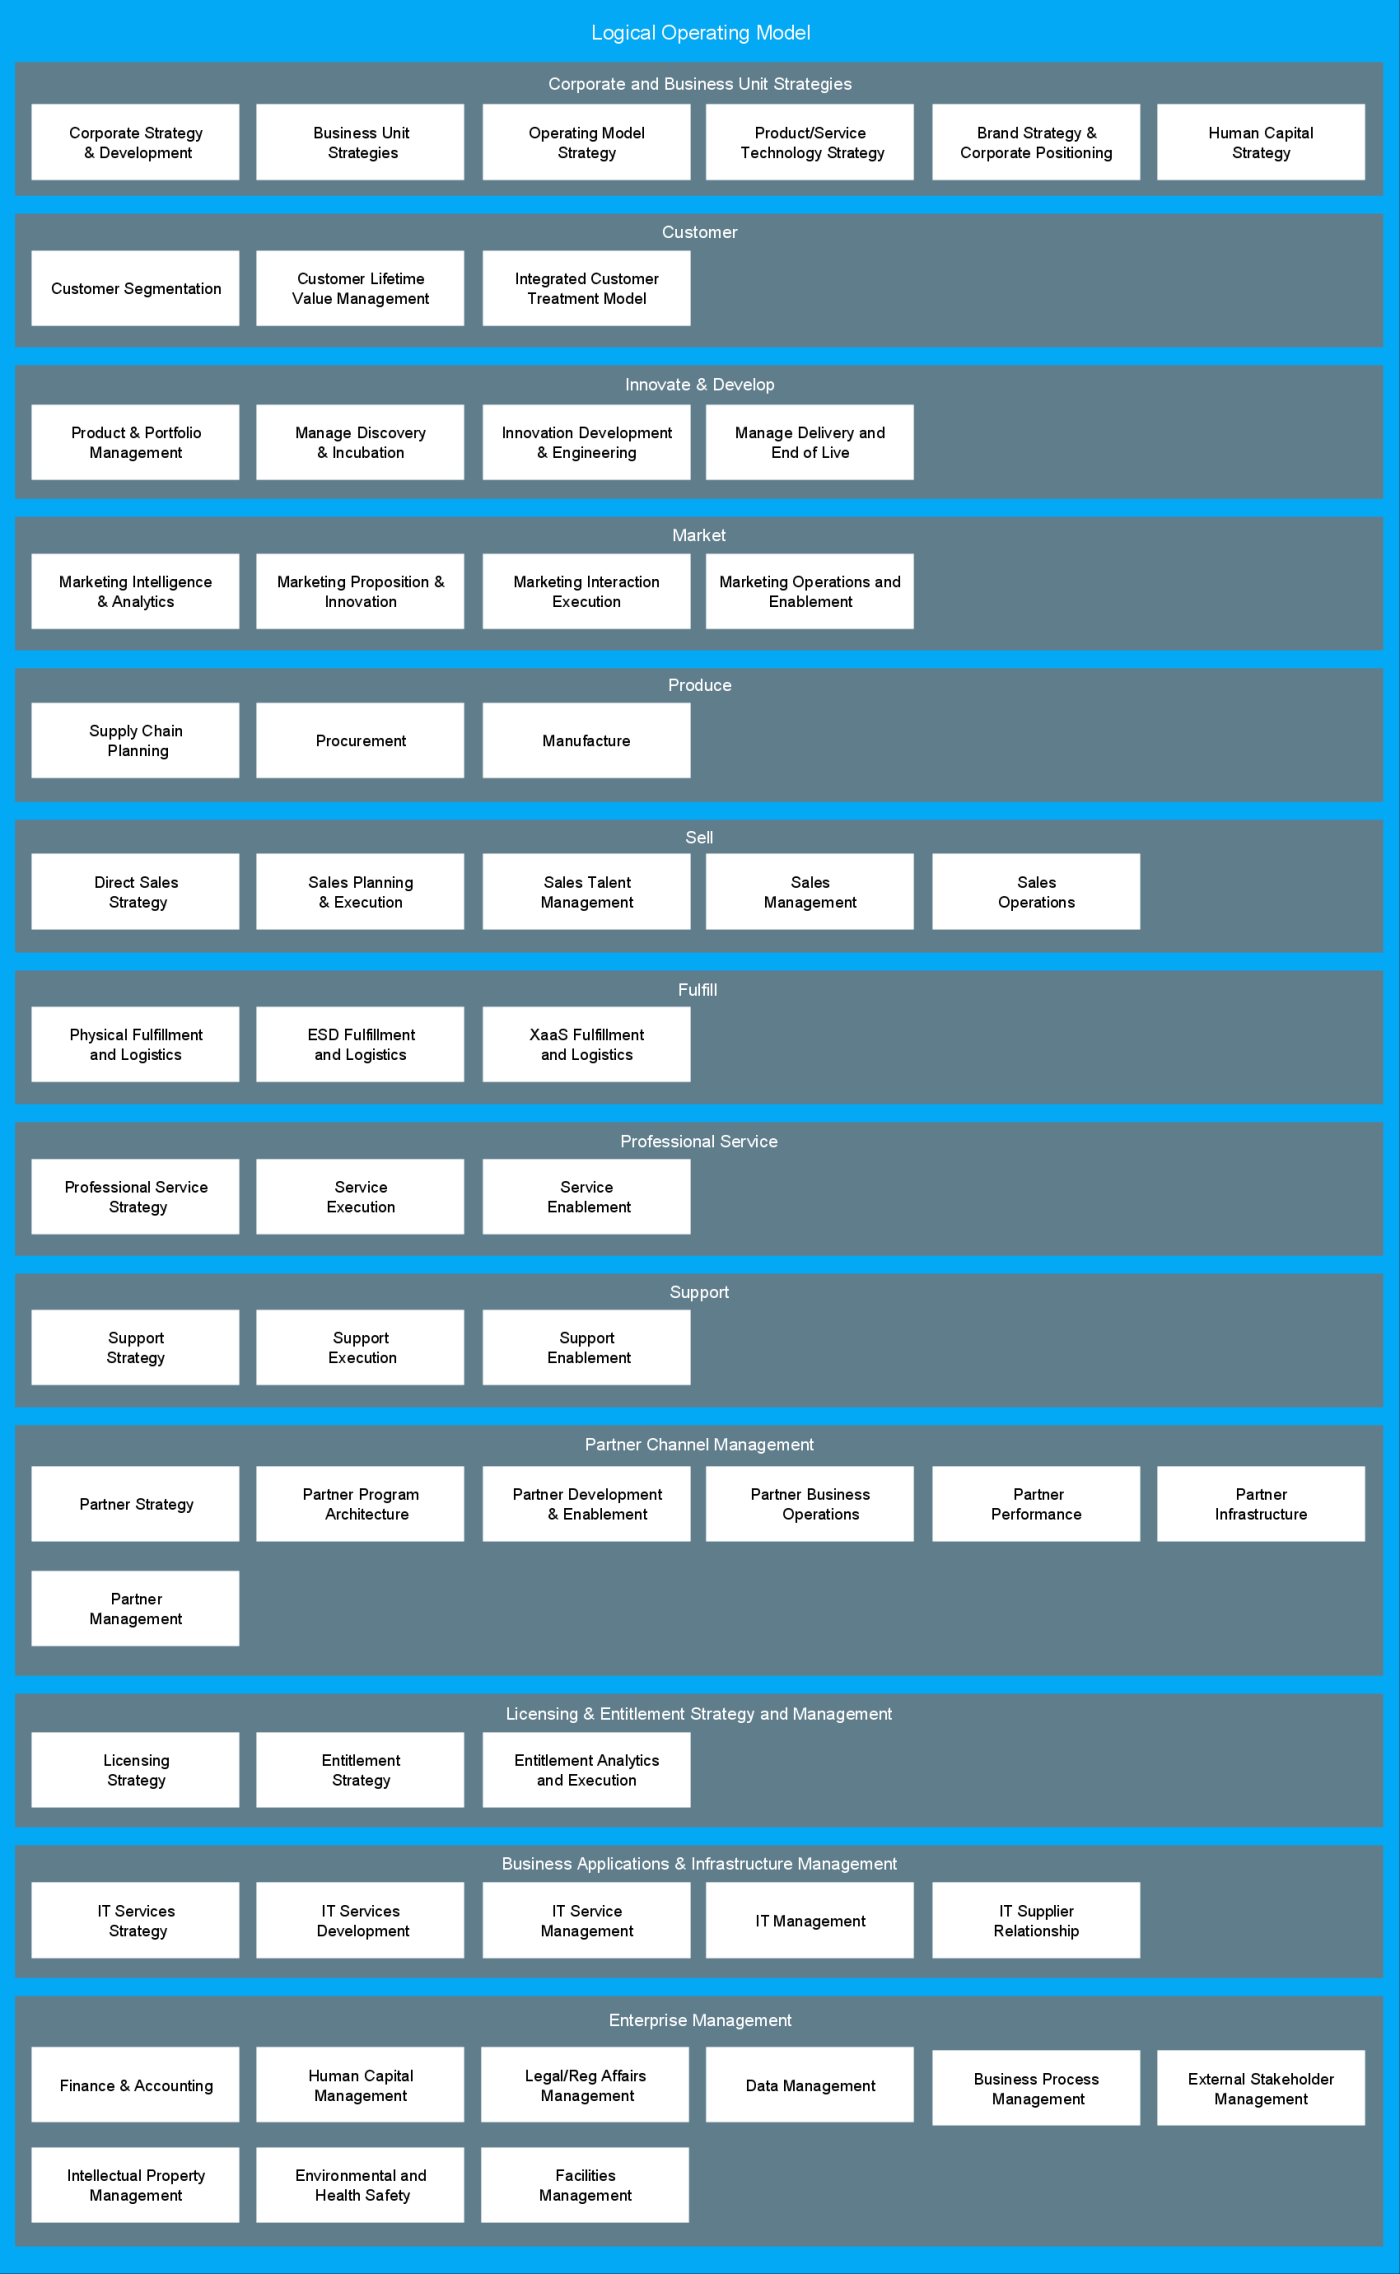 Logical Operating Model
Corporate and Business Unit Strategies
Corporate Strategy
& Development
Business Unit
Strategies
Operating Model
Strategy
Product/Service
Technology Strategy
Brand Strategy &
Corporate Positioning
Human Capital
Strategy
Customer
Customer Segmentation
Customer Lifetime
Value Management
Integrated Customer
Treatment Model
Innovate & Develop
Product & Portfolio
Management
Manage Discovery
& Incubation
Innovation Development
& Engineering
Manage Delivery and
End of Live
Market
Marketing Intelligence
& Analytics
Marketing Proposition &
Innovation
Marketing Interaction
Execution
Marketing Operations and
Enablement
Produce
Supply Chain
Planning
Procurement
Manufacture
Sell
Direct Sales
Strategy
Sales Planning
& Execution
Sales Talent
Management
Sales
Management
Sales
Operations
Fulfill
Physical Fulfillment
and Logistics
ESD Fulfillment
and Logistics
XaaS Fulfillment
and Logistics
Professional Service
Professional Service
Strategy
Service
Execution
Service
Enablement
Support
Support
Strategy
Support
Execution
Support
Enablement
Partner Channel Management
Partner Strategy
Partner Program
Architecture
Partner Development
& Enablement
Partner Business
Operations
Partner
Performance
Partner
Infrastructure
Partner
Management
Licensing & Entitlement Strategy and Management
Licensing
Strategy
Entitlement
Strategy
Entitlement Analytics
and Execution
Business Applications & Infrastructure Management
IT Services
Strategy
IT Services
Development
IT Service
Management
IT Management
IT Supplier
Relationship
Enterprise Management
Finance & Accounting
Human Capital
Management
Legal/Reg Affairs
Management
Data Management
Business Process
Management
External Stakeholder
Management
Intellectual Property
Management
Environmental and
Health Safety
Facilities
Management